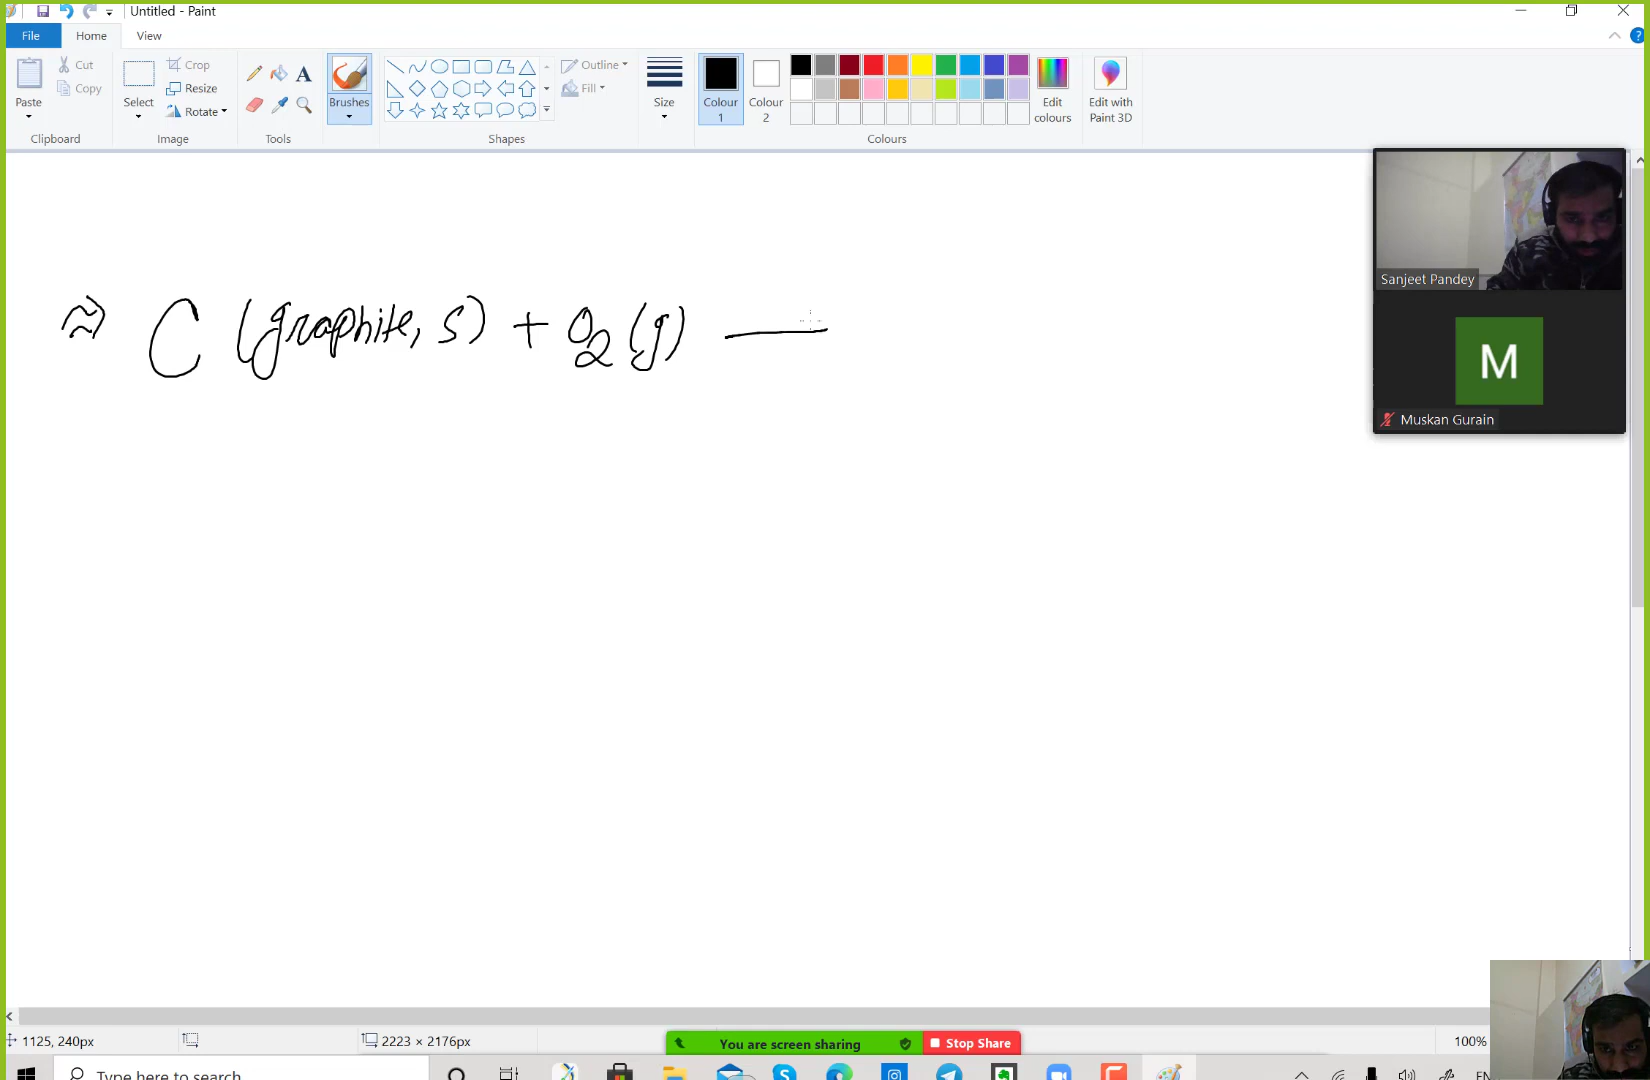 Untitled - Paint
File Home View
Paste Cut Copy Clipboard
Select Crop Resize Rotate Image
Tools
Brushes
Shapes Outline Fill
Size
Colour 1 Colour 2 Edit colours Colours
Edit with Paint 3D
⇒ C (graphite, s) + O₂ (g) —
Sanjeet Pandey
M
Muskan Gurain
1125, 240px 2223 × 2176px 100%
You are screen sharing Stop Share
Type here to search